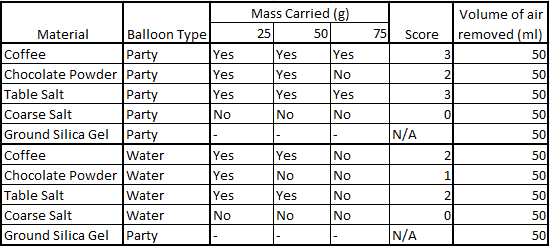 Mass Carried (g) Volume of air
Material Balloon Type 25 50 75 Score removed (ml)
Coffee Party Yes Yes Yes 3 50
Chocolate Powder Party Yes Yes No 2 50
Table Salt Party Yes Yes Yes 3 50
Coarse Salt Party No No No 0 50
Ground Silica Gel Party - - - N/A 50
Coffee Water Yes Yes No 2 50
Chocolate Powder Water Yes No No 1 50
Table Salt Water Yes Yes No 2 50
Coarse Salt Water No No No 0 50
Ground Silica Gel Party - - - N/A 50